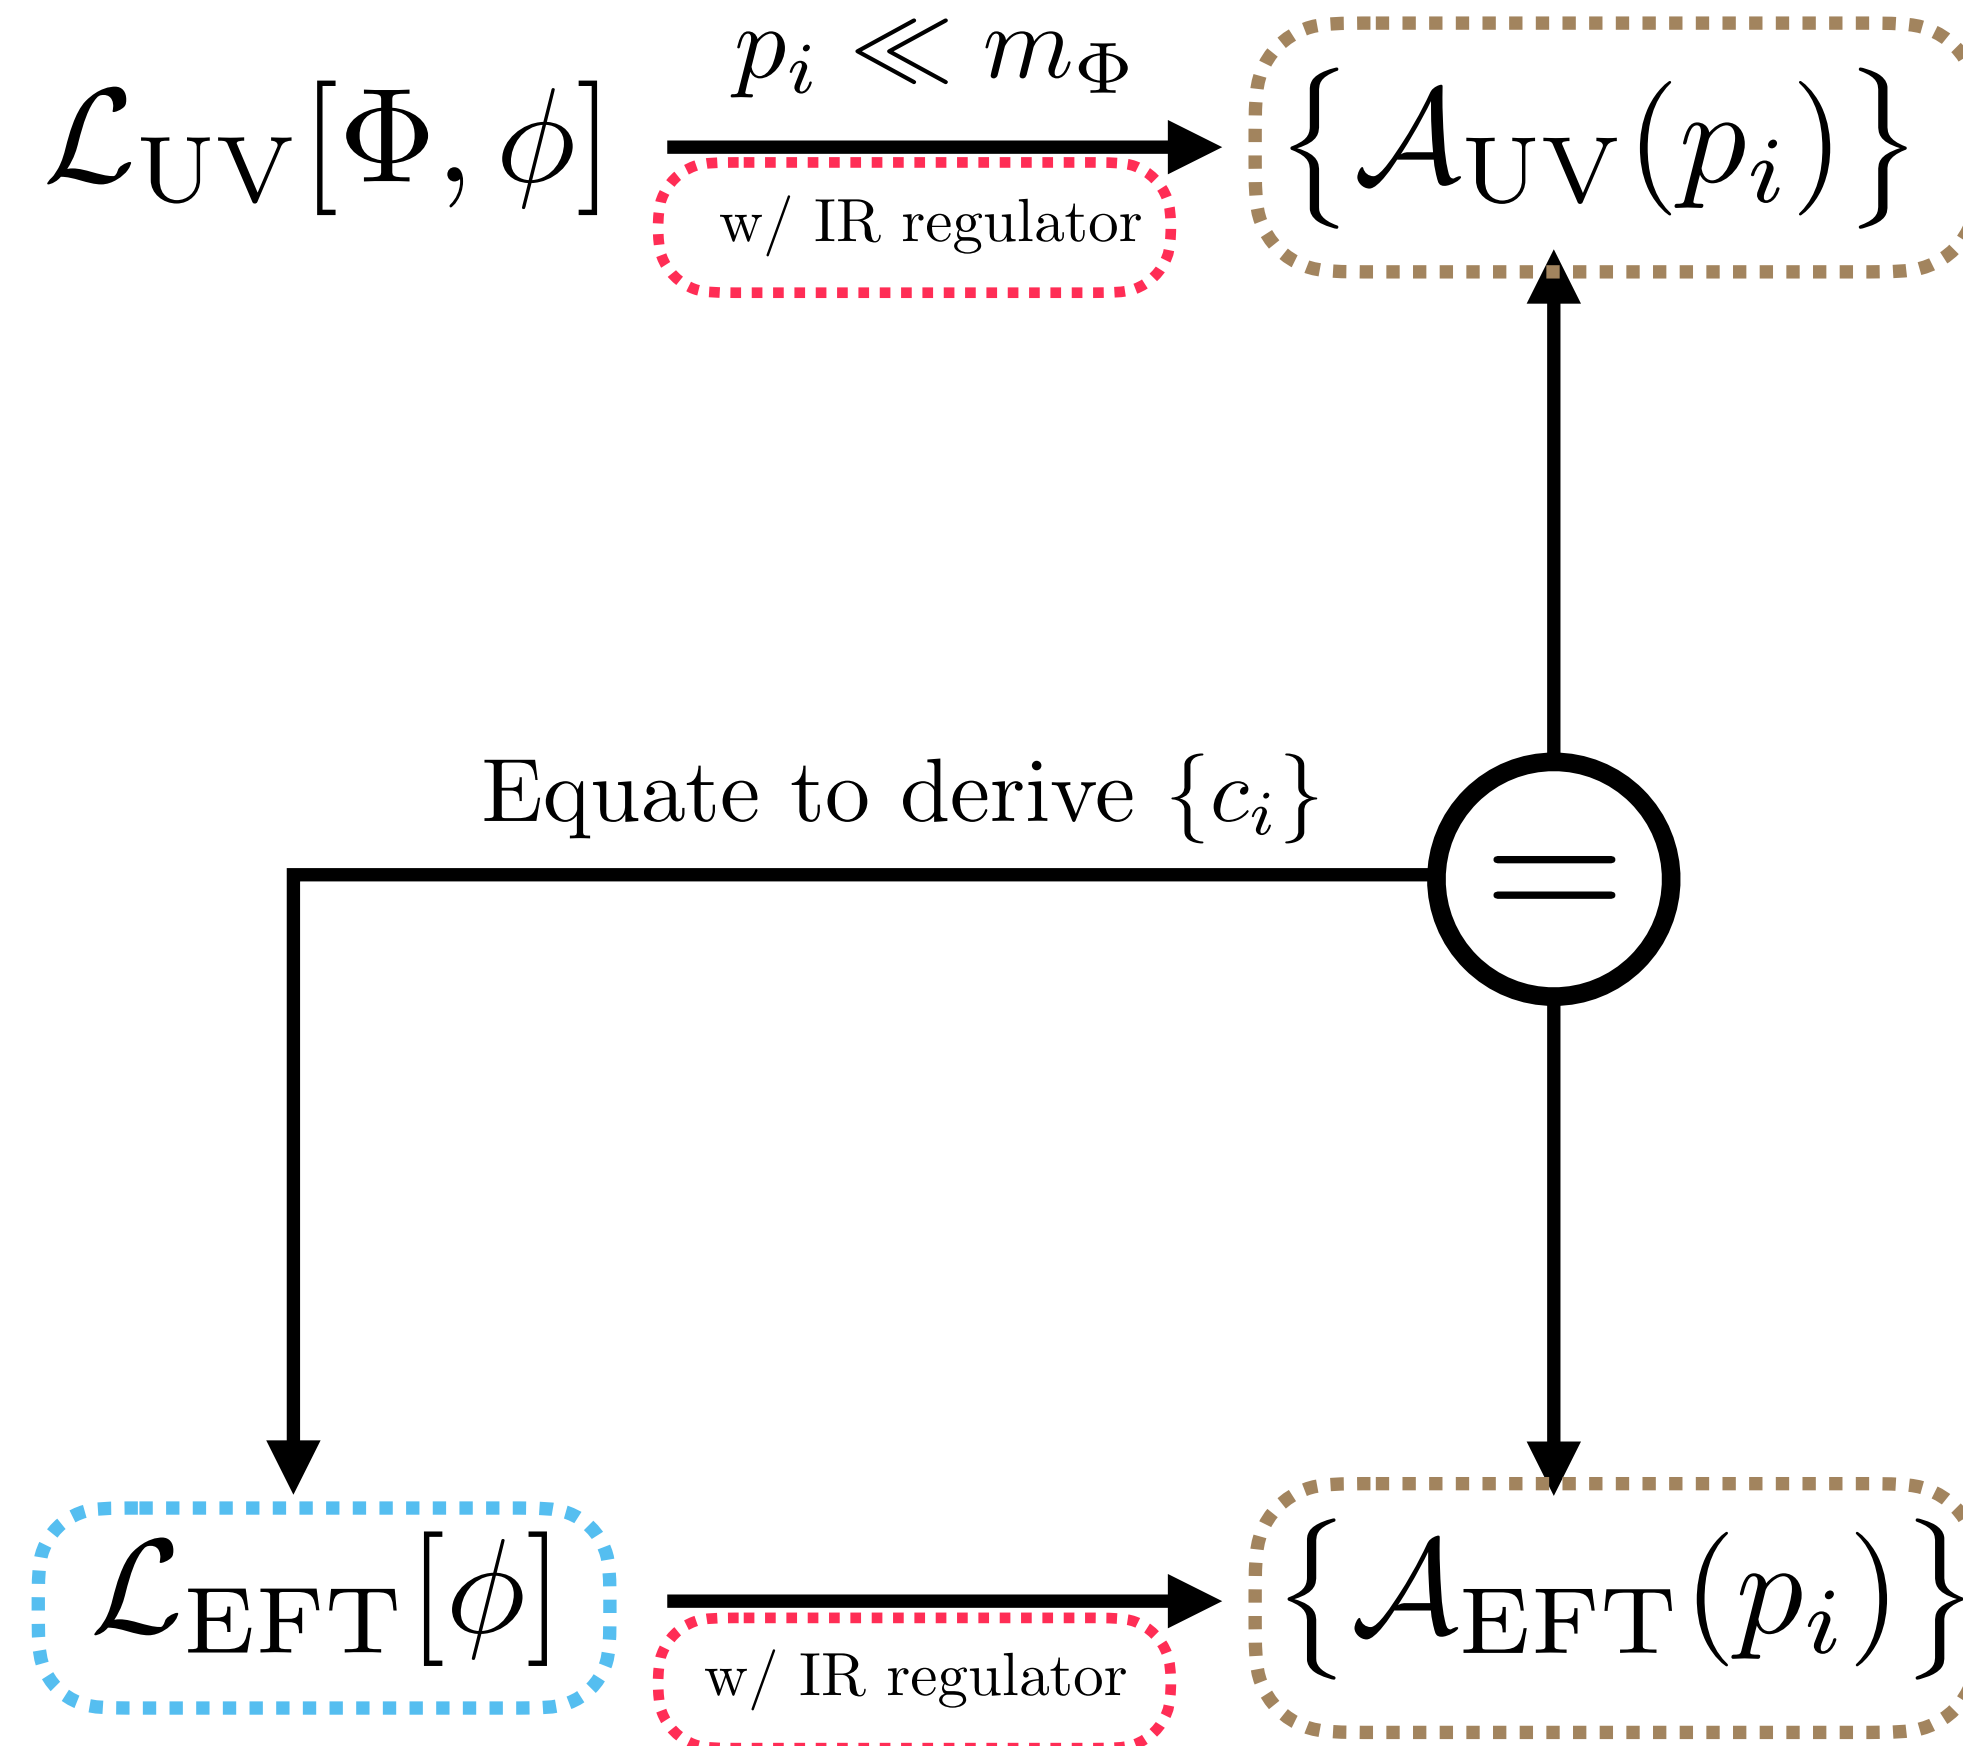 𝓛_UV[Φ, ϕ]
p_i ≪ m_Φ
{𝒜_UV(p_i)}
w/ IR regulator
Equate to derive {c_i}
=
𝓛_EFT[ϕ]
{𝒜_EFT(p_i)}
w/ IR regulator